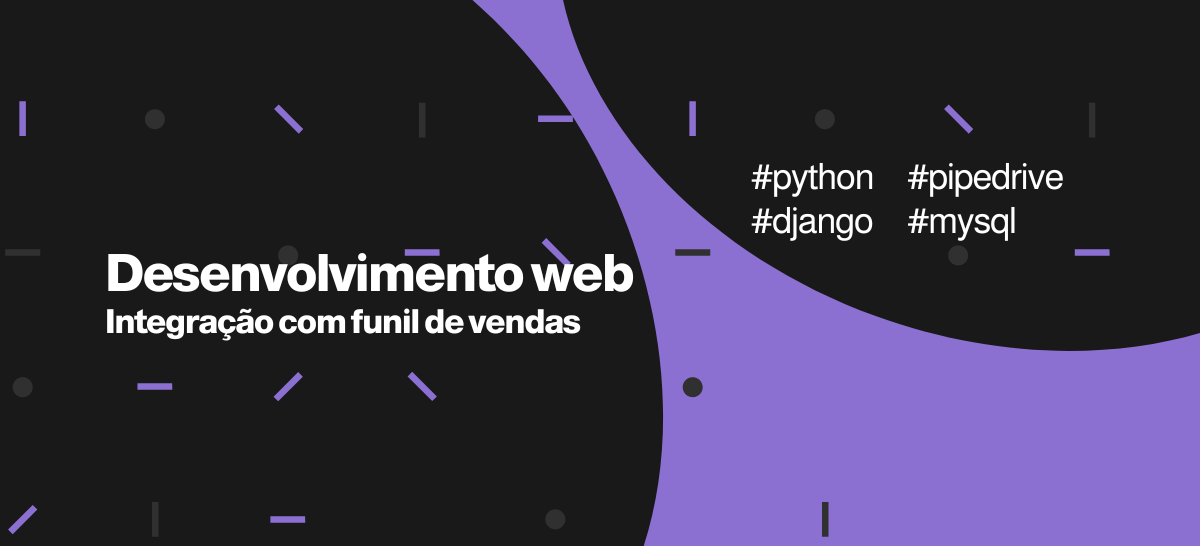 Desenvolvimento web
Integração com funil de vendas
#python #pipedrive
#django #mysql